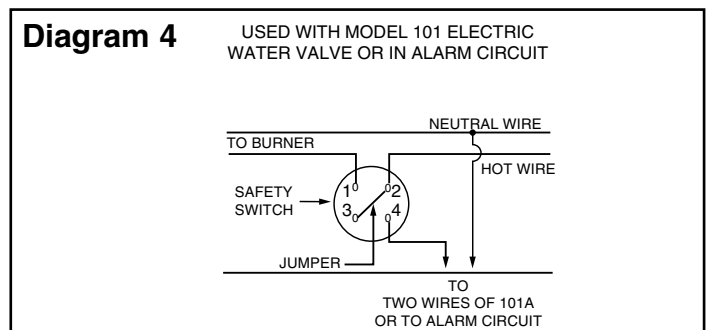 Diagram 4
USED WITH MODEL 101 ELECTRIC
WATER VALVE OR IN ALARM CIRCUIT
NEUTRAL WIRE
TO BURNER
HOT WIRE
SAFETY
SWITCH
1 2
3 4
JUMPER
TO
TWO WIRES OF 101A
OR TO ALARM CIRCUIT